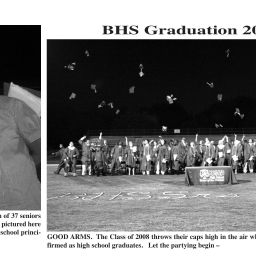 BHS Graduation 20
n of 37 seniors
pictured here
school princi-
GOOD ARMS. The Class of 2008 throws their caps high in the air wh
firmed as high school graduates. Let the partying begin –